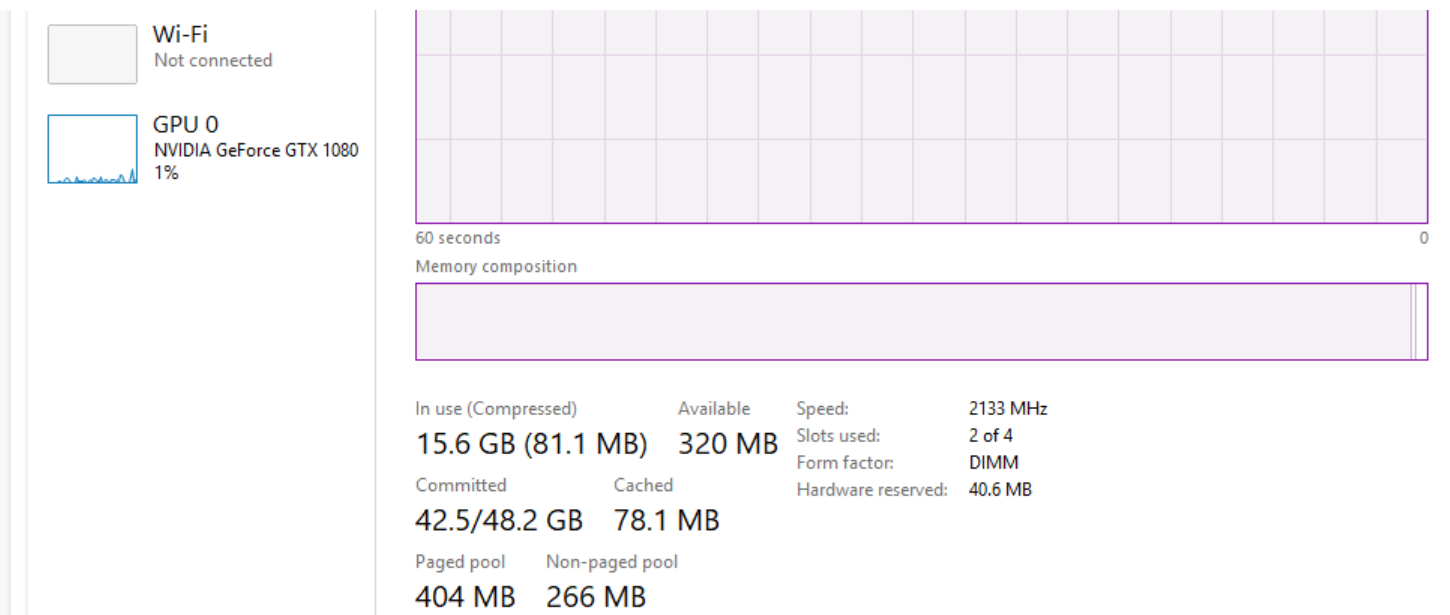 Wi-Fi
Not connected
GPU 0
NVIDIA GeForce GTX 1080
1%
60 seconds 0
Memory composition
In use (Compressed) Available
15.6 GB (81.1 MB) 320 MB
Committed Cached
42.5/48.2 GB 78.1 MB
Paged pool Non-paged pool
404 MB 266 MB
Speed: 2133 MHz
Slots used: 2 of 4
Form factor: DIMM
Hardware reserved: 40.6 MB